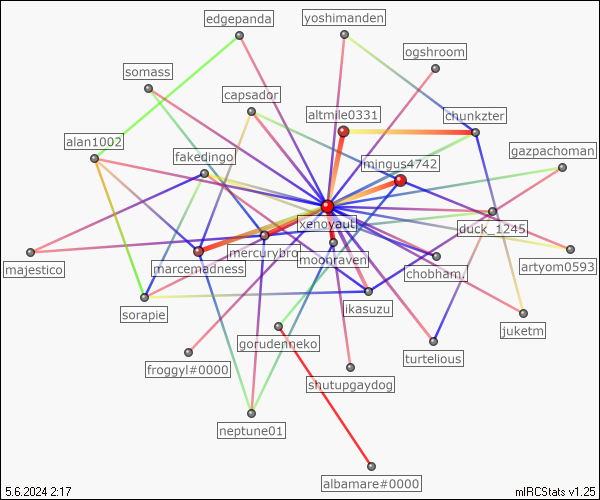 edgepanda
yoshimanden
ogshroom
somass
capsador
altmile0331
chunkzter
alan1002
fakedingo
mingus4742
gazpachoman
xenoyaut
duck_1245
majestico
marcemadness
mercurybro
moonraven
chobham.
artyom0593
sorapie
ikasuzu
juketm
gorudenneko
turtelious
froggyl#0000
shutupgaydog
neptune01
albamare#0000
5.6.2024 2:17
mIRCStats v1.25